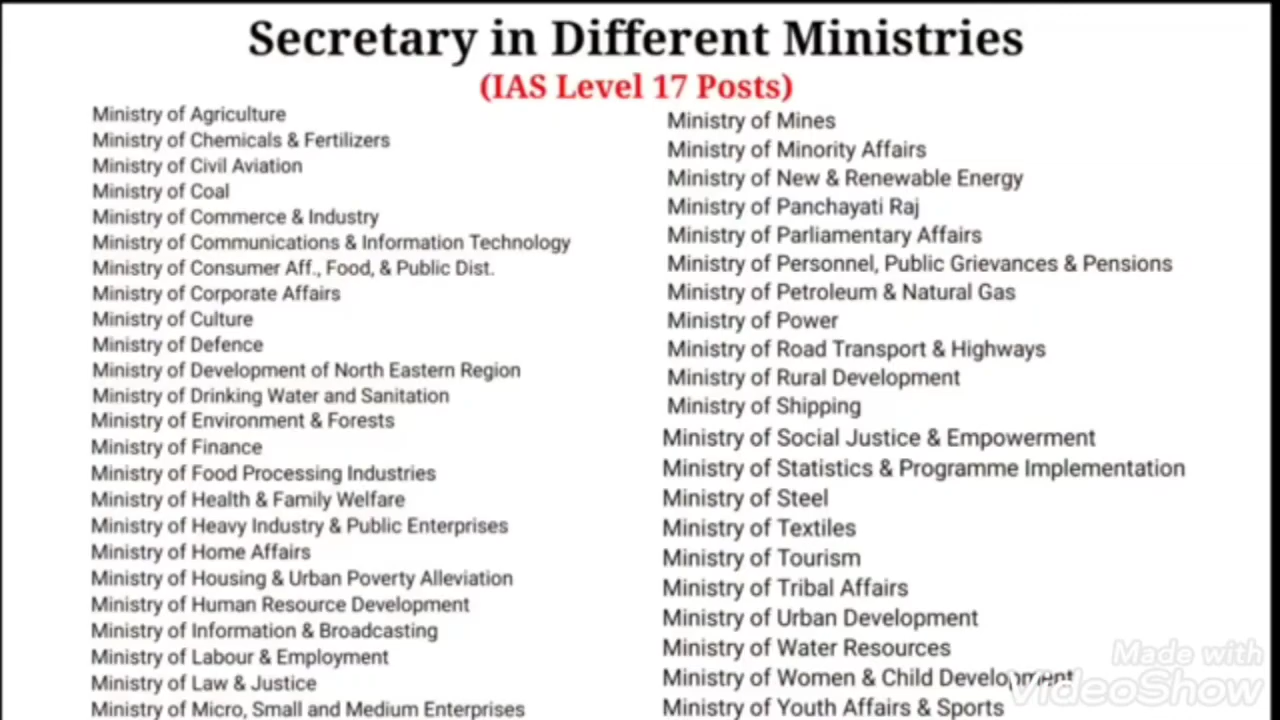 Secretary in Different Ministries
(IAS Level 17 Posts)
Ministry of Agriculture
Ministry of Chemicals & Fertilizers
Ministry of Civil Aviation
Ministry of Coal
Ministry of Commerce & Industry
Ministry of Communications & Information Technology
Ministry of Consumer Aff., Food, & Public Dist.
Ministry of Corporate Affairs
Ministry of Culture
Ministry of Defence
Ministry of Development of North Eastern Region
Ministry of Drinking Water and Sanitation
Ministry of Environment & Forests
Ministry of Finance
Ministry of Food Processing Industries
Ministry of Health & Family Welfare
Ministry of Heavy Industry & Public Enterprises
Ministry of Home Affairs
Ministry of Housing & Urban Poverty Alleviation
Ministry of Human Resource Development
Ministry of Information & Broadcasting
Ministry of Labour & Employment
Ministry of Law & Justice
Ministry of Micro, Small and Medium Enterprises
Ministry of Mines
Ministry of Minority Affairs
Ministry of New & Renewable Energy
Ministry of Panchayati Raj
Ministry of Parliamentary Affairs
Ministry of Personnel, Public Grievances & Pensions
Ministry of Petroleum & Natural Gas
Ministry of Power
Ministry of Road Transport & Highways
Ministry of Rural Development
Ministry of Shipping
Ministry of Social Justice & Empowerment
Ministry of Statistics & Programme Implementation
Ministry of Steel
Ministry of Textiles
Ministry of Tourism
Ministry of Tribal Affairs
Ministry of Urban Development
Ministry of Water Resources
Ministry of Women & Child Development
Ministry of Youth Affairs & Sports
Made with
VideoShow